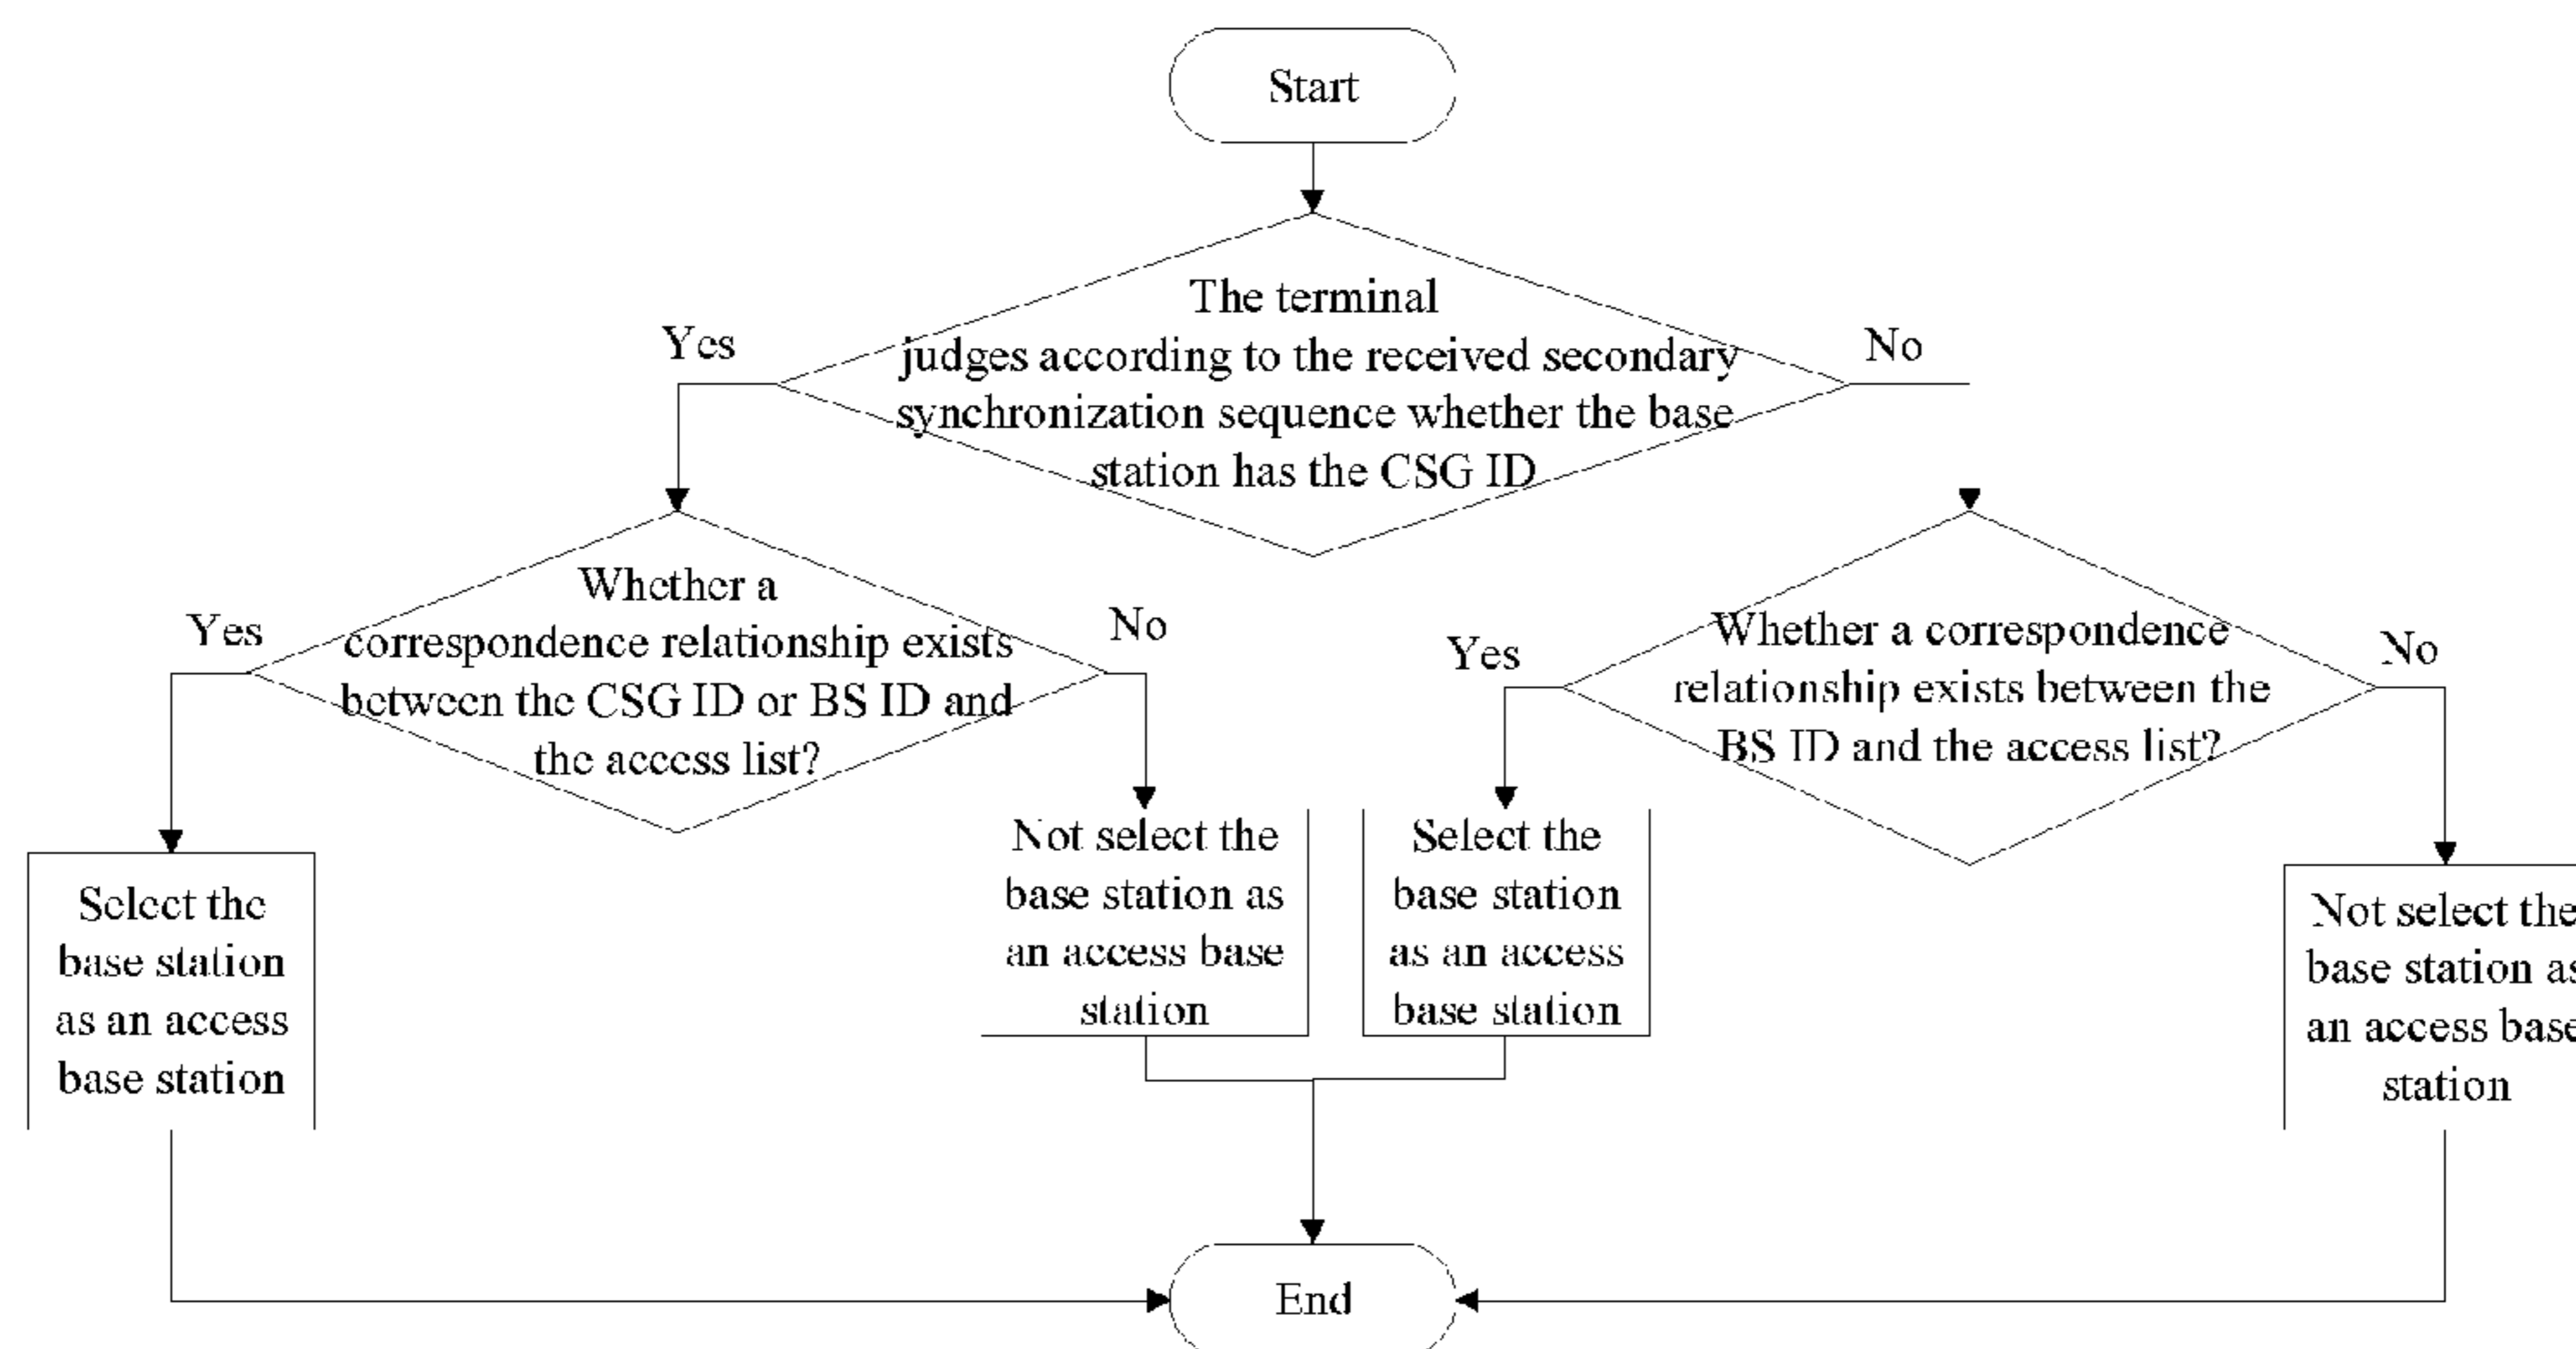 Start
The terminal
judges according to the received secondary
synchronization sequence whether the base
station has the CSG ID
Yes
No
Whether a
correspondence relationship exists
between the CSG ID or BS ID and
the access list?
Yes
No
Whether a correspondence
relationship exists between the
BS ID and the access list?
Yes
No
Select the
base station
as an access
base station
Not select the
base station as
an access base
station
Select the
base station
as an access
base station
Not select the
base station as
an access base
station
End